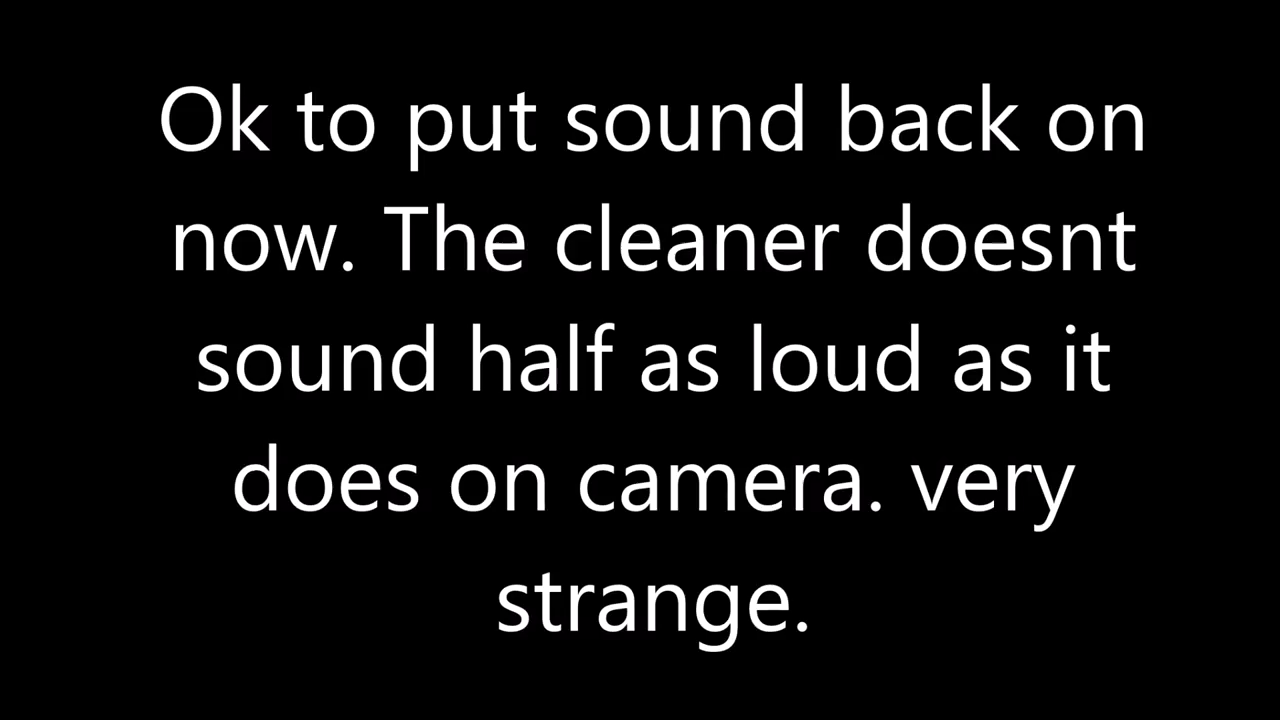 Ok to put sound back on
now. The cleaner doesnt
sound half as loud as it
does on camera. very
strange.